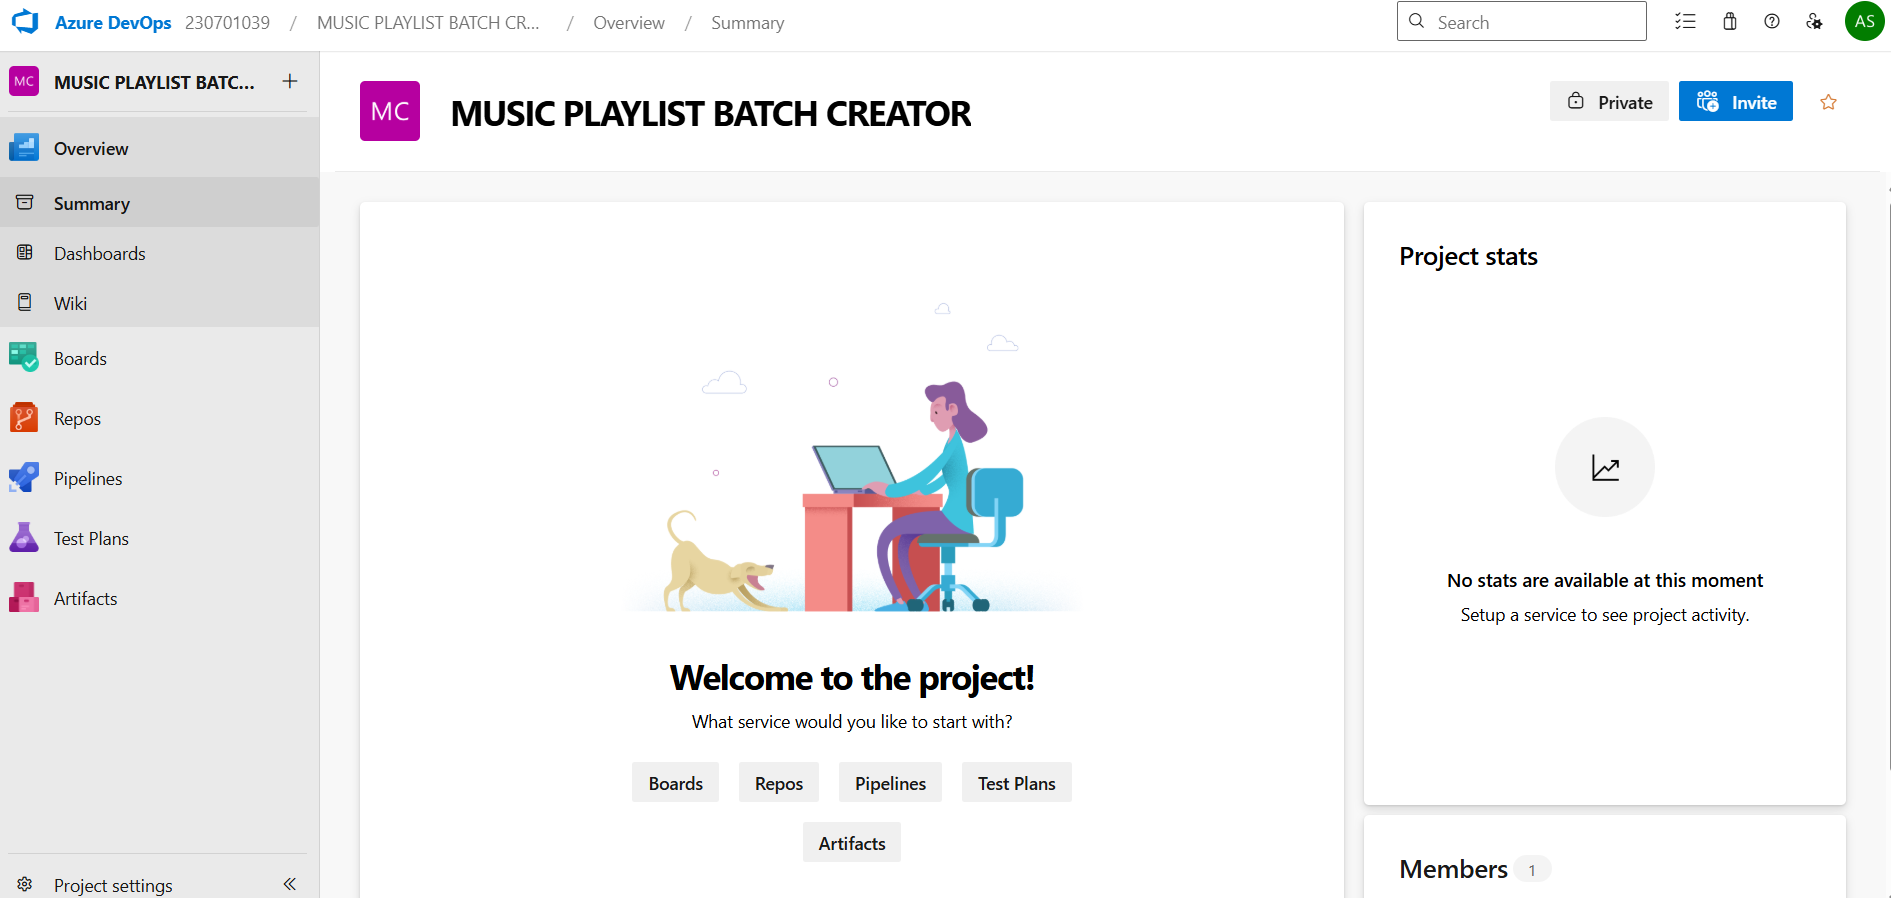 Azure DevOps 230701039 / MUSIC PLAYLIST BATCH CR... / Overview / Summary
Search
AS
MC MUSIC PLAYLIST BATC... +
Overview
Summary
Dashboards
Wiki
Boards
Repos
Pipelines
Test Plans
Artifacts
Project settings
MC MUSIC PLAYLIST BATCH CREATOR
Private
Invite
Welcome to the project!
What service would you like to start with?
Boards Repos Pipelines Test Plans
Artifacts
Project stats
No stats are available at this moment
Setup a service to see project activity.
Members 1